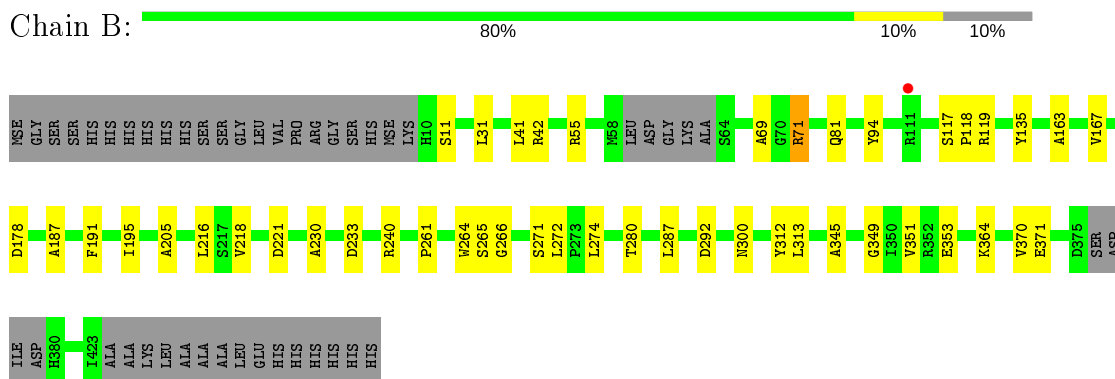 Chain B:
80% 10% 10%
MSE GLY SER SER HIS HIS HIS HIS HIS HIS SER SER GLY LEU VAL PRO ARG GLY SER HIS MSE LYS H10 S11 L31 L41 R42 R55 M58 LEU ASP GLY LYS ALA S64 A69 G70 R71 Q81 Y94 R111 S117 P118 R119 Y135 A163 V167
D178 A187 F191 I195 A205 L216 S217 V218 D221 A230 D233 R240 P261 W264 S265 G266 S271 L272 P273 L274 T280 L287 D292 N300 Y312 L313 A345 G349 I350 V351 R352 E353 K364 V370 E371 D375 SER ASP
ILE ASP H380 I423 ALA ALA LYS LEU ALA ALA ALA LEU GLU HIS HIS HIS HIS HIS HIS